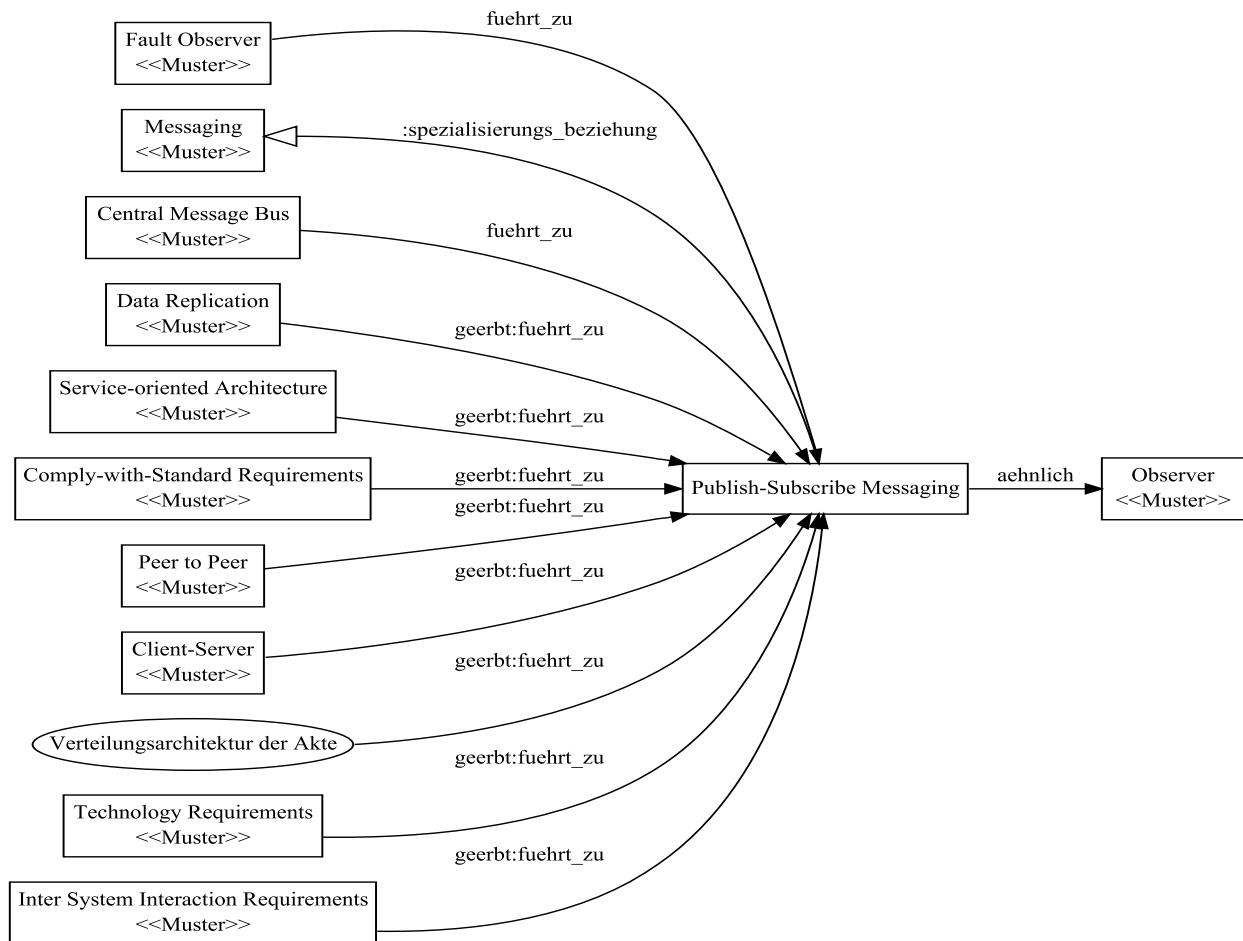 Fault Observer
<<Muster>>
fuehrt_zu
Messaging
<<Muster>>
:spezialisierungs_beziehung
Central Message Bus
<<Muster>>
fuehrt_zu
Data Replication
<<Muster>>
geerbt:fuehrt_zu
Service-oriented Architecture
<<Muster>>
geerbt:fuehrt_zu
Comply-with-Standard Requirements
<<Muster>>
geerbt:fuehrt_zu
Peer to Peer
<<Muster>>
geerbt:fuehrt_zu
Client-Server
<<Muster>>
geerbt:fuehrt_zu
Verteilungsarchitektur der Akte
geerbt:fuehrt_zu
Technology Requirements
<<Muster>>
geerbt:fuehrt_zu
Inter System Interaction Requirements
<<Muster>>
geerbt:fuehrt_zu
Publish-Subscribe Messaging
aehnlich
Observer
<<Muster>>